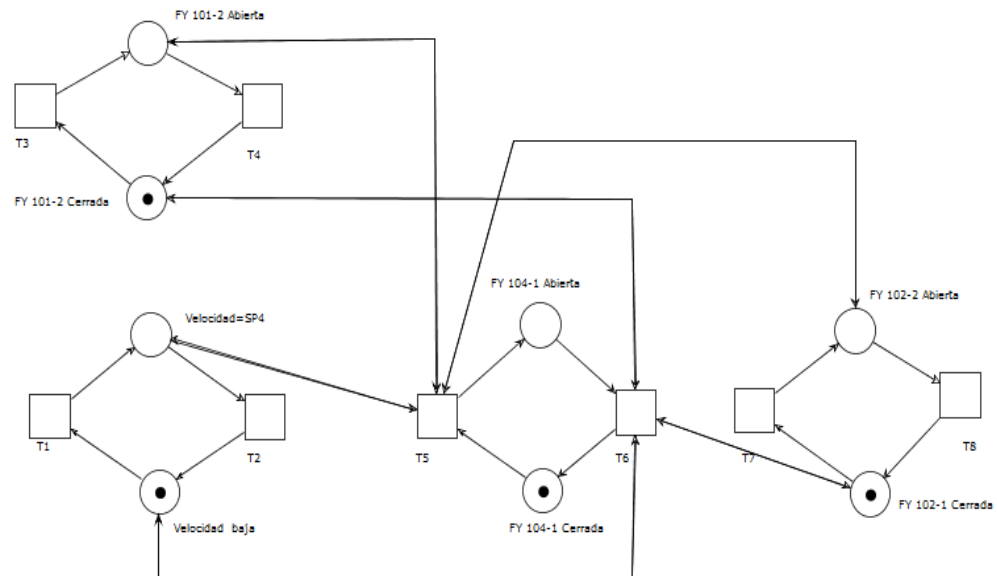 FY 101-2 Abierta
T3
T4
FY 101-2 Cerrada
FY 104-1 Abierta
FY 102-2 Abierta
Velocidad=SP4
T1
T2
T5
T6
T7
T8
FY 102-1 Cerrada
Velocidad baja
FY 104-1 Cerrada